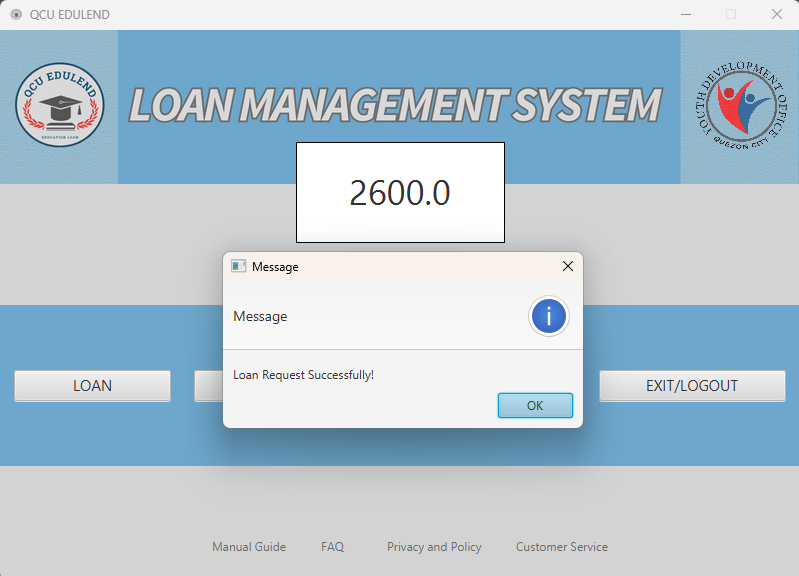 QCU EDULEND
QCU EDULEND
EDUCATION LOAN
LOAN MANAGEMENT SYSTEM
YOUTH DEVELOPMENT OFFICE
QUEZON CITY
2600.0
Message
Message
Loan Request Successfully!
OK
LOAN
EXIT/LOGOUT
Manual Guide
FAQ
Privacy and Policy
Customer Service